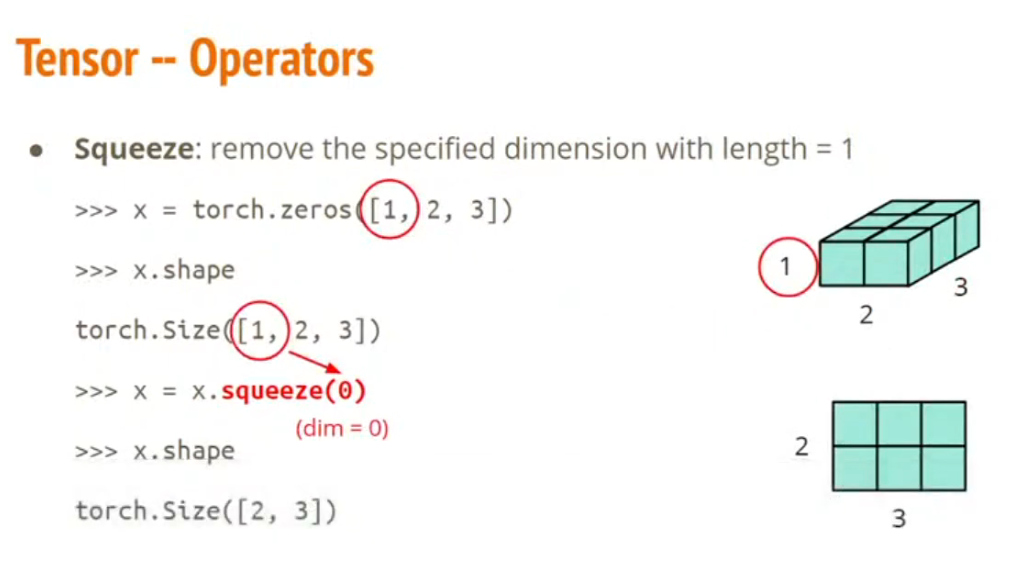 Tensor -- Operators
● Squeeze: remove the specified dimension with length = 1
>>> x = torch.zeros([1, 2, 3])
>>> x.shape
torch.Size([1, 2, 3])
>>> x = x.squeeze(0)
(dim = 0)
>>> x.shape
torch.Size([2, 3])
1
2
3
2
3